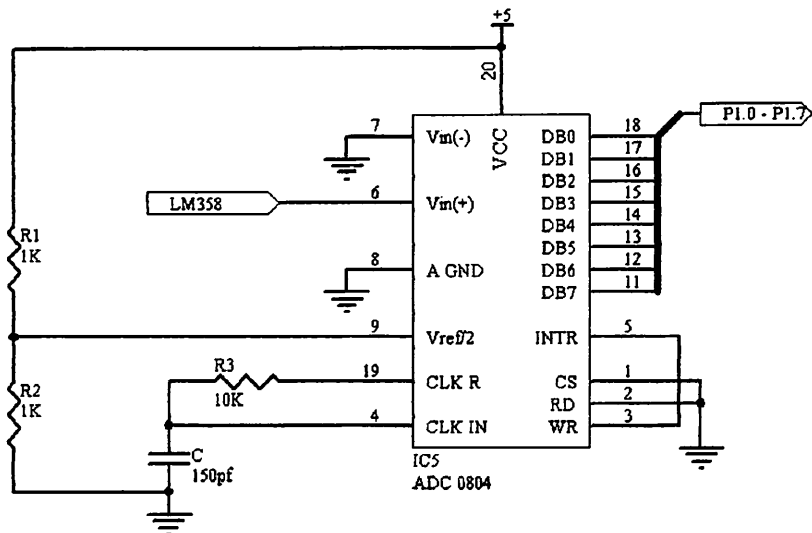 +5
20
VCC
7 Vin(-)
DB0 18
P1.0 - P1.7
DB1 17
DB2 16
LM358
6 Vin(+)
DB3 15
DB4 14
R1
1K
DB5 13
8 A GND
DB6 12
DB7 11
9 Vref/2
INTR 5
R3
10K
19 CLK R
CS 1
R2
1K
RD 2
4 CLK IN
WR 3
C
150pf
IC5
ADC 0804